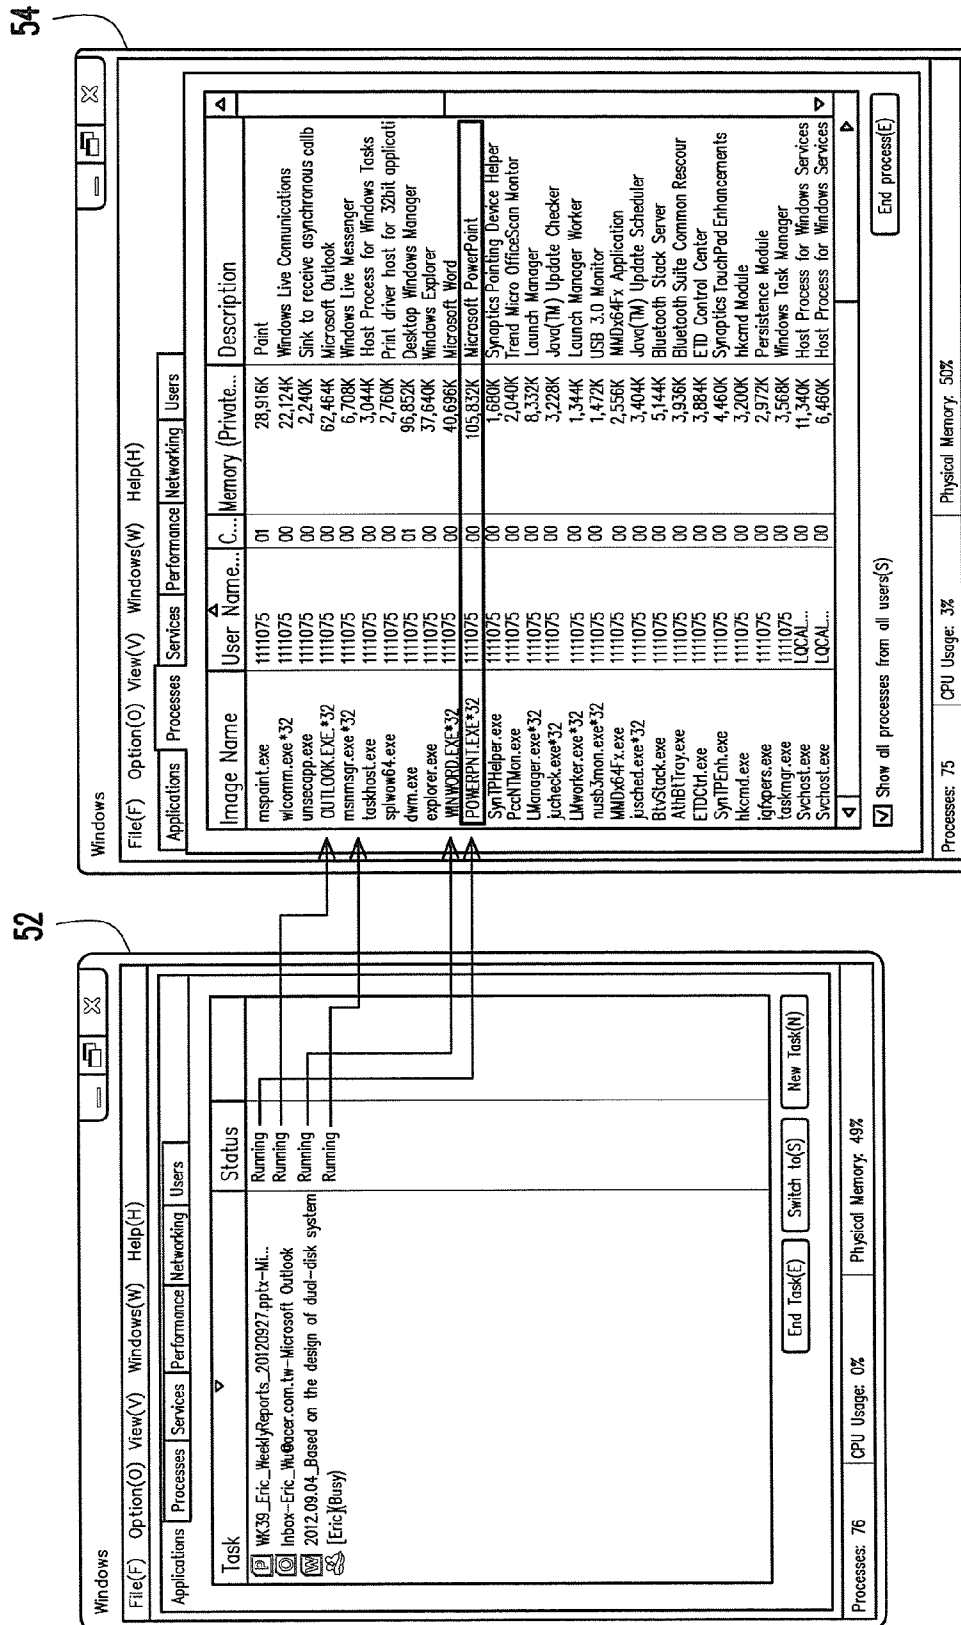 52
Windows
File(F) Option(O) View(V) Windows(W) Help(H)
Applications Processes Services Performance Networking Users
Task Status
WK39_Eric_WeeklyReports_20120927.pptx-Mi... Running
Inbox-Eric_Wu@acer.com.tw-Microsoft Outlook Running
2012.09.04_Based on the design of dual-disk system Running
[Eric](Busy) Running
End Task(E) Switch to(S) New Task(N)
Processes: 76 CPU Usage: 0% Physical Memory: 49%
54
Windows
File(F) Option(O) View(V) Windows(W) Help(H)
Applications Processes Services Performance Networking Users
Image Name User Name... C... Memory (Private... Description
mspaint.exe 1111075 01 28,916K Paint
wlcomm.exe*32 1111075 00 22,124K Windows Live Connunications
unsecapp.exe 1111075 00 2,240K Sink to receive asynchronous callb
OUTLOOK.EXE.*32 1111075 00 62,464K Microsoft Outlook
msnmsgr.exe*32 1111075 00 6,708K Windows Live Messenger
taskhost.exe 1111075 00 3,044K Host Process for Windows Tasks
splwow64.exe 1111075 00 2,760K Print driver host for 32bit applicati
dwm.exe 1111075 01 96,852K Desktop Windows Manager
explorer.exe 1111075 00 37,640K Windows Explorer
WINWORD.EXE*32 1111075 00 40,696K Microsoft Word
POWERPNT.EXE*32 1111075 00 105,832K Microsoft PowerPoint
SynTPHelper.exe 1111075 00 1,680K Synaptics Pointing Device Helper
PccNTMon.exe 1111075 00 2,040K Trend Micro OfficeScan Montor
LManager.exe*32 1111075 00 8,332K Launch Manager
jucheck.exe*32 1111075 00 3,228K Java(TM) Update Checker
LMworker.exe*32 1111075 00 1,344K Launch Manager Worker
nusb3mon.exe*32 1111075 00 1,472K USB 3.0 Monitor
MMDx64Fx.exe 1111075 00 2,556K MMDx64Fx Application
jusched.exe*32 1111075 00 3,404K Java(TM) Update Scheduler
BtvStack.exe 1111075 00 5,144K Bluetooth Stack Server
AthBtTray.exe 1111075 00 3,936K Bluetooth Suite Common Rescour
ETDCtrl.exe 1111075 00 3,884K ETD Control Center
SynTPEnh.exe 1111075 00 4,460K Synaptics TouchPad Enhancements
hkcmd.exe 1111075 00 3,200K hkcmd Module
igfxpers.exe 1111075 00 2,972K Persistence Module
taskmgr.exe 1111075 00 3,568K Windows Task Manager
Svchost.exe LOCAL... 00 11,340K Host Process for Windows Services
Svchost.exe LOCAL... 00 6,460K Host Process for Windows Services
Show all processes from all users(S) End process(E)
Processes: 75 CPU Usage: 3% Physical Memory: 50%